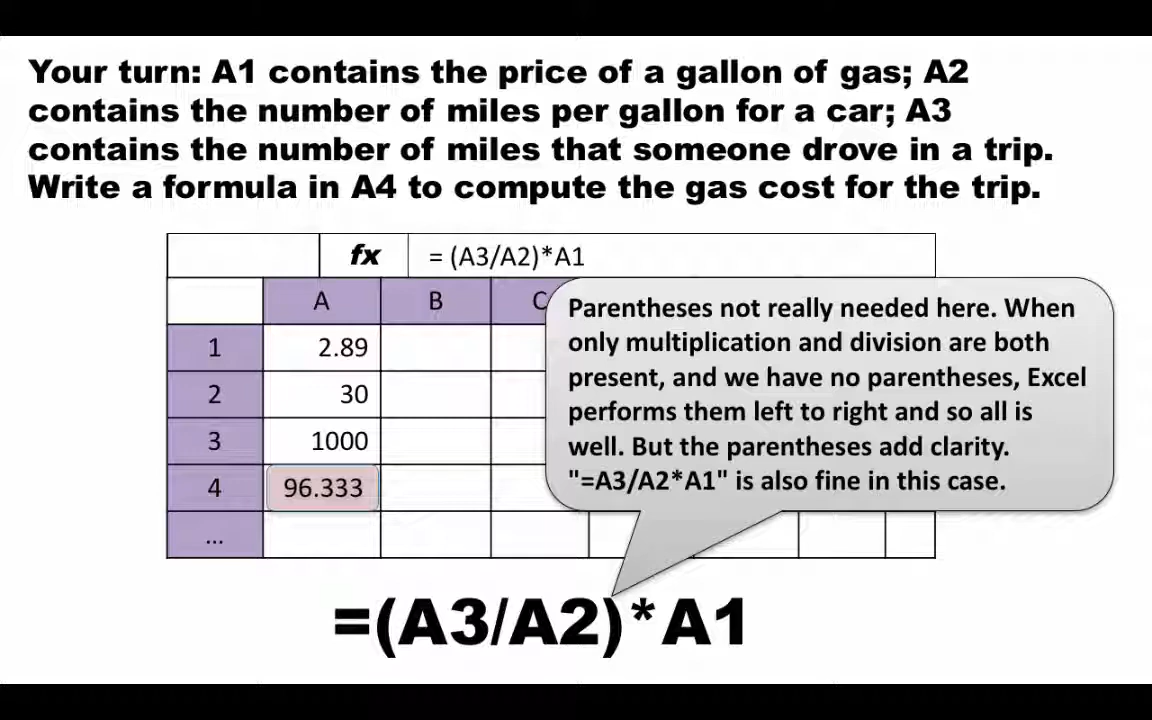 Your turn: A1 contains the price of a gallon of gas; A2
contains the number of miles per gallon for a car; A3
contains the number of miles that someone drove in a trip.
Write a formula in A4 to compute the gas cost for the trip.
fx = (A3/A2)*A1
A B C
1 2.89
2 30
3 1000
4 96.333
...
Parentheses not really needed here. When
only multiplication and division are both
present, and we have no parentheses, Excel
performs them left to right and so all is
well. But the parentheses add clarity.
"=A3/A2*A1" is also fine in this case.
=(A3/A2)*A1